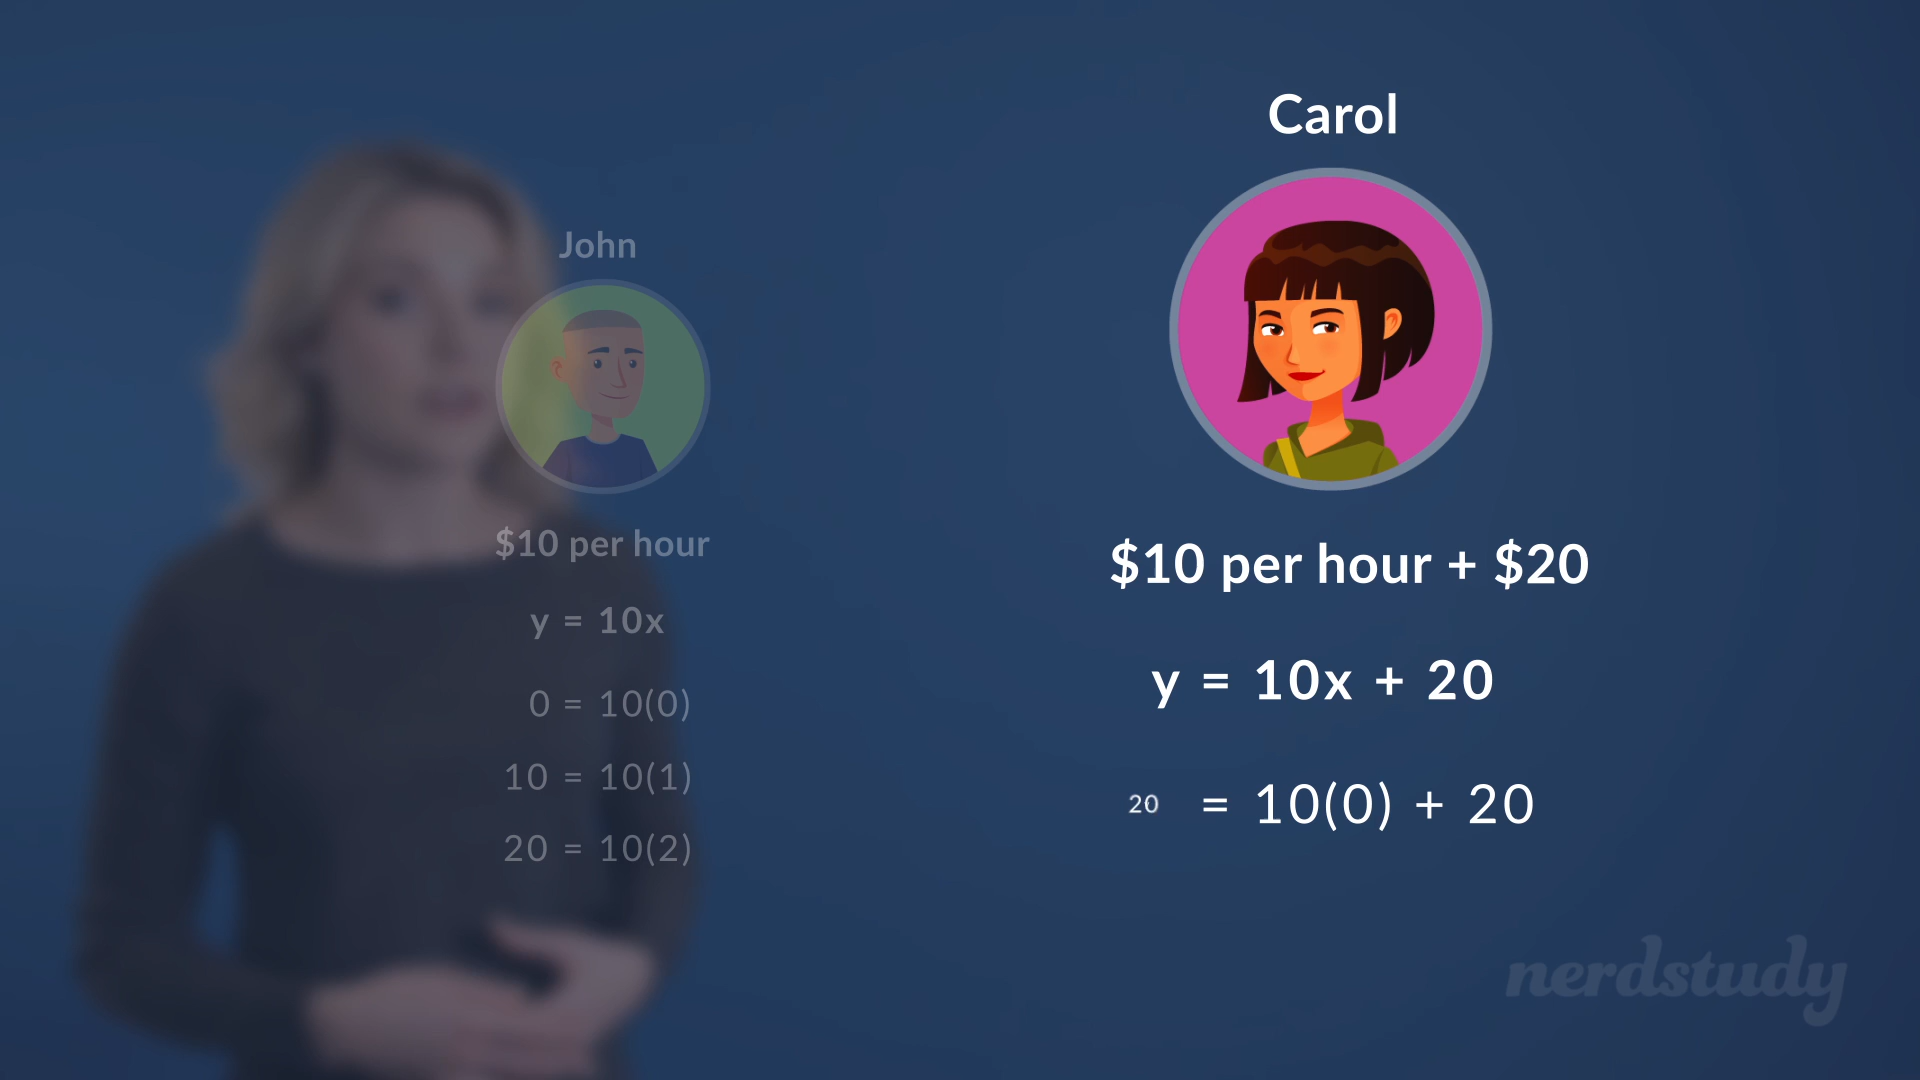 John
$10 per hour
y = 10x
0 = 10(0)
10 = 10(1)
20 = 10(2)
Carol
$10 per hour + $20
y = 10x + 20
20 = 10(0) + 20
nerdstudy